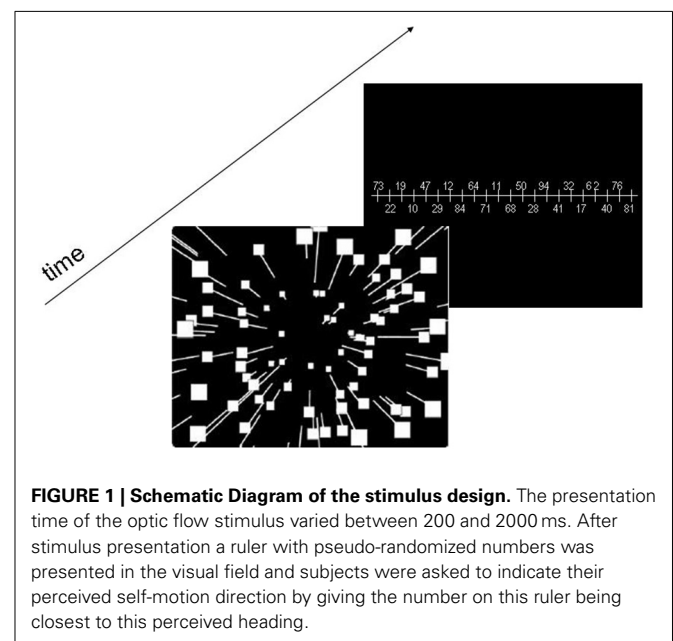 time
73 19 47 12 64 11 50 94 32 62 76
22 10 29 84 71 68 28 41 17 40 81
FIGURE 1 | Schematic Diagram of the stimulus design. The presentation
time of the optic flow stimulus varied between 200 and 2000 ms. After
stimulus presentation a ruler with pseudo-randomized numbers was
presented in the visual field and subjects were asked to indicate their
perceived self-motion direction by giving the number on this ruler being
closest to this perceived heading.